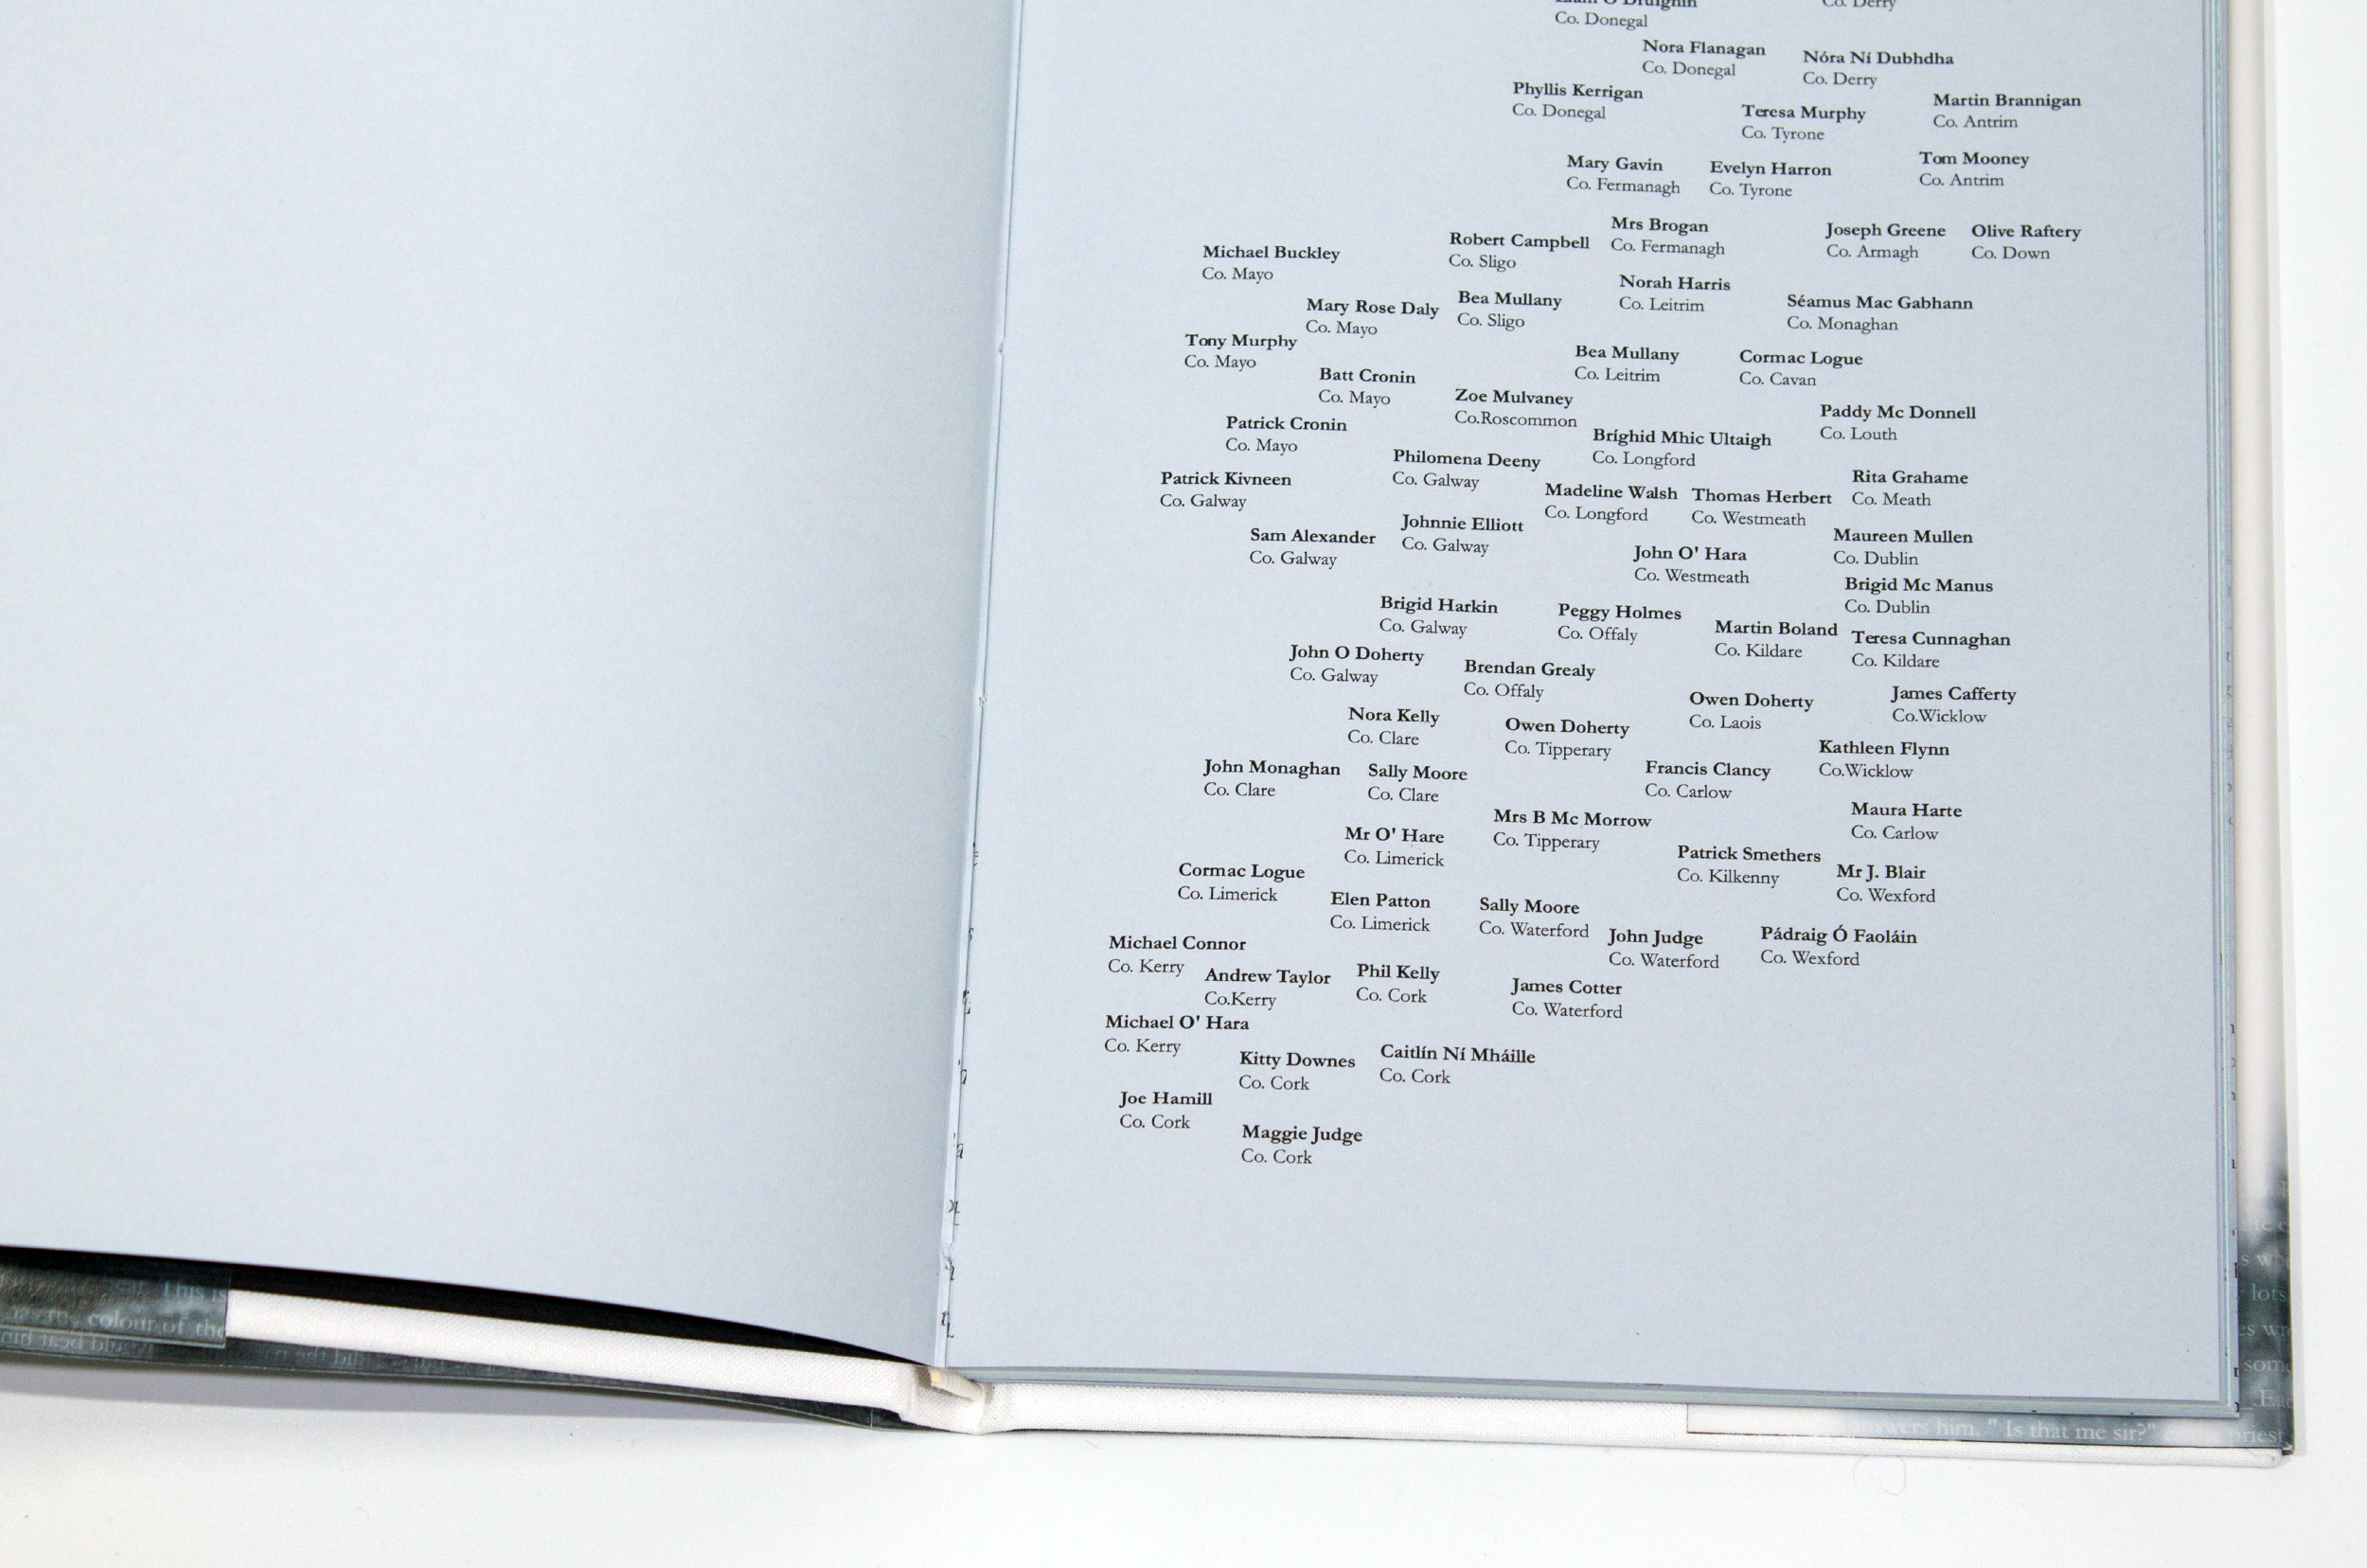 Co. Derry
Co. Donegal
Nora Flanagan
Co. Donegal
Nóra Ní Dubhdha
Co. Derry
Phyllis Kerrigan
Co. Donegal
Teresa Murphy
Co. Tyrone
Martin Brannigan
Co. Antrim
Mary Gavin
Co. Fermanagh
Evelyn Harron
Co. Tyrone
Tom Mooney
Co. Antrim
Mrs Brogan
Co. Fermanagh
Joseph Greene
Co. Armagh
Olive Raftery
Co. Down
Michael Buckley
Co. Mayo
Robert Campbell
Co. Sligo
Norah Harris
Co. Leitrim
Mary Rose Daly
Co. Mayo
Bea Mullany
Co. Sligo
Séamus Mac Gabhann
Co. Monaghan
Tony Murphy
Co. Mayo
Bea Mullany
Co. Leitrim
Cormac Logue
Co. Cavan
Batt Cronin
Co. Mayo
Zoe Mulvaney
Co.Roscommon
Paddy Mc Donnell
Co. Louth
Patrick Cronin
Co. Mayo
Bríghid Mhic Ultaigh
Co. Longford
Philomena Deeny
Co. Galway
Rita Grahame
Co. Meath
Patrick Kivneen
Co. Galway
Madeline Walsh
Co. Longford
Thomas Herbert
Co. Westmeath
Johnnie Elliott
Co. Galway
Sam Alexander
Co. Galway
Maureen Mullen
Co. Dublin
John O' Hara
Co. Westmeath
Brigid Mc Manus
Co. Dublin
Brigid Harkin
Co. Galway
Peggy Holmes
Co. Offaly
Martin Boland
Co. Kildare
Teresa Cunnaghan
Co. Kildare
John O Doherty
Co. Galway
Brendan Grealy
Co. Offaly
Owen Doherty
Co. Laois
James Cafferty
Co.Wicklow
Nora Kelly
Co. Clare
Owen Doherty
Co. Tipperary
Kathleen Flynn
Co.Wicklow
John Monaghan
Co. Clare
Sally Moore
Co. Clare
Francis Clancy
Co. Carlow
Maura Harte
Co. Carlow
Mrs B Mc Morrow
Co. Tipperary
Mr O' Hare
Co. Limerick
Patrick Smethers
Co. Kilkenny
Mr J. Blair
Co. Wexford
Cormac Logue
Co. Limerick
Elen Patton
Co. Limerick
Sally Moore
Co. Waterford
John Judge
Co. Waterford
Pádraig Ó Faoláin
Co. Wexford
Michael Connor
Co. Kerry
Andrew Taylor
Co.Kerry
Phil Kelly
Co. Cork
James Cotter
Co. Waterford
Michael O' Hara
Co. Kerry
Kitty Downes
Co. Cork
Caitlín Ní Mháille
Co. Cork
Joe Hamill
Co. Cork
Maggie Judge
Co. Cork
This is
colour of the
lots
some
him. " Is that me sir?"
priest